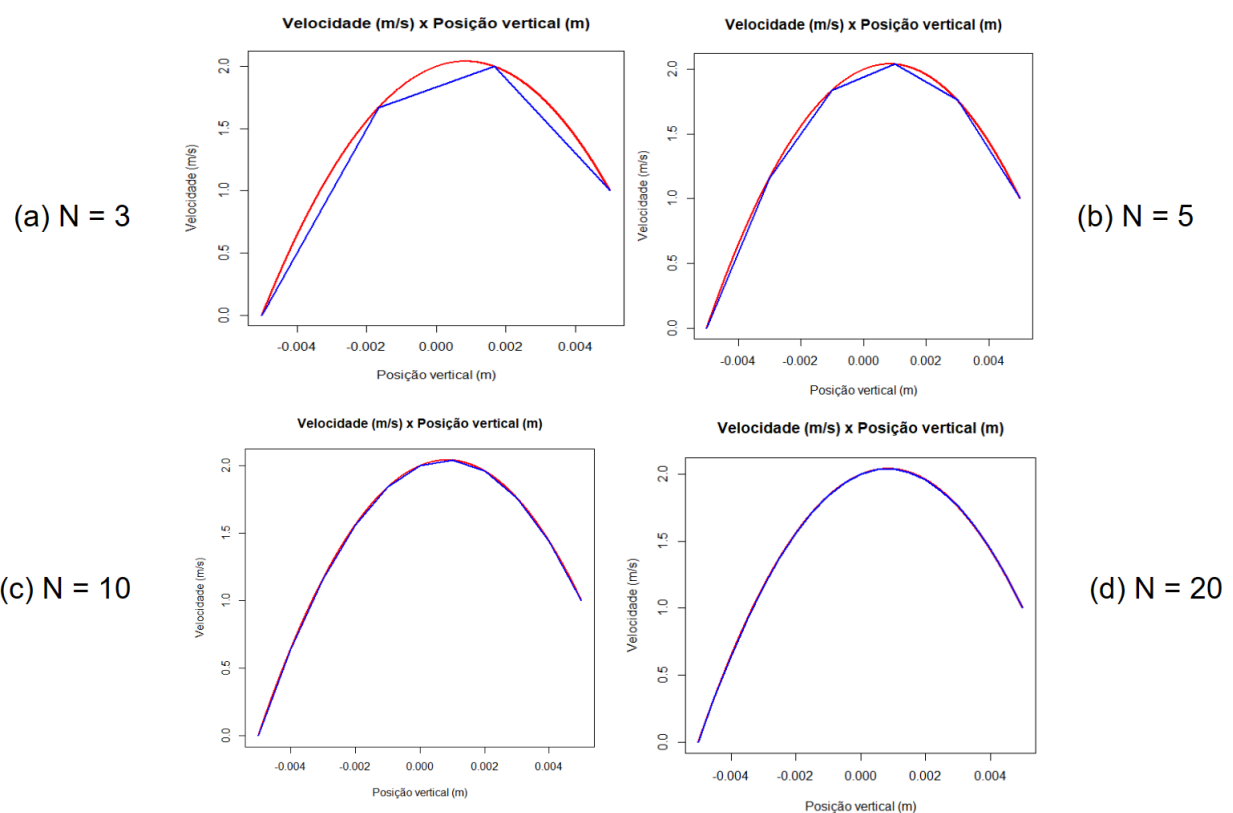 Velocidade (m/s) x Posição vertical (m)
Velocidade (m/s)
2.0
1.5
1.0
0.5
0.0
-0.004 -0.002 0.000 0.002 0.004
Posição vertical (m)
(a) N = 3
Velocidade (m/s) x Posição vertical (m)
Velocidade (m/s)
2.0
1.5
1.0
0.5
0.0
-0.004 -0.002 0.000 0.002 0.004
Posição vertical (m)
(b) N = 5
Velocidade (m/s) x Posição vertical (m)
Velocidade (m/s)
2.0
1.5
1.0
0.5
0.0
-0.004 -0.002 0.000 0.002 0.004
Posição vertical (m)
(c) N = 10
Velocidade (m/s) x Posição vertical (m)
Velocidade (m/s)
2.0
1.5
1.0
0.5
0.0
-0.004 -0.002 0.000 0.002 0.004
Posição vertical (m)
(d) N = 20